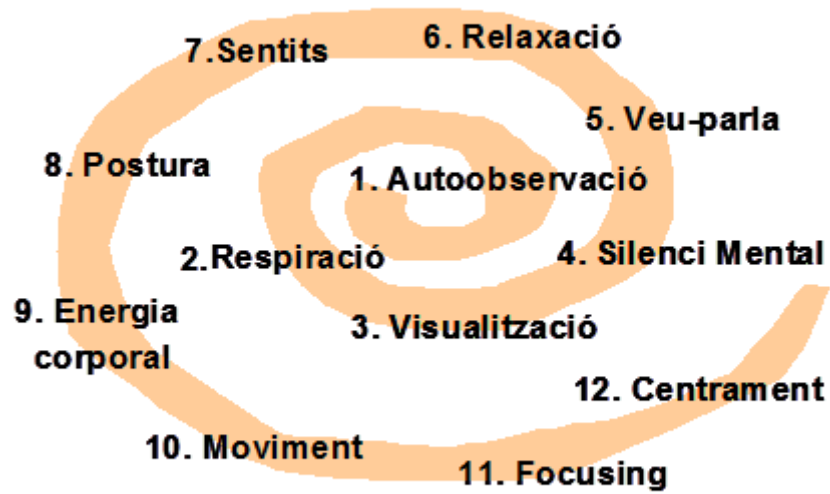 1. Autoobservació
2.Respiració
3. Visualització
4. Silenci Mental
5. Veu-parla
6. Relaxació
7.Sentits
8. Postura
9. Energia
corporal
10. Moviment
11. Focusing
12. Centrament